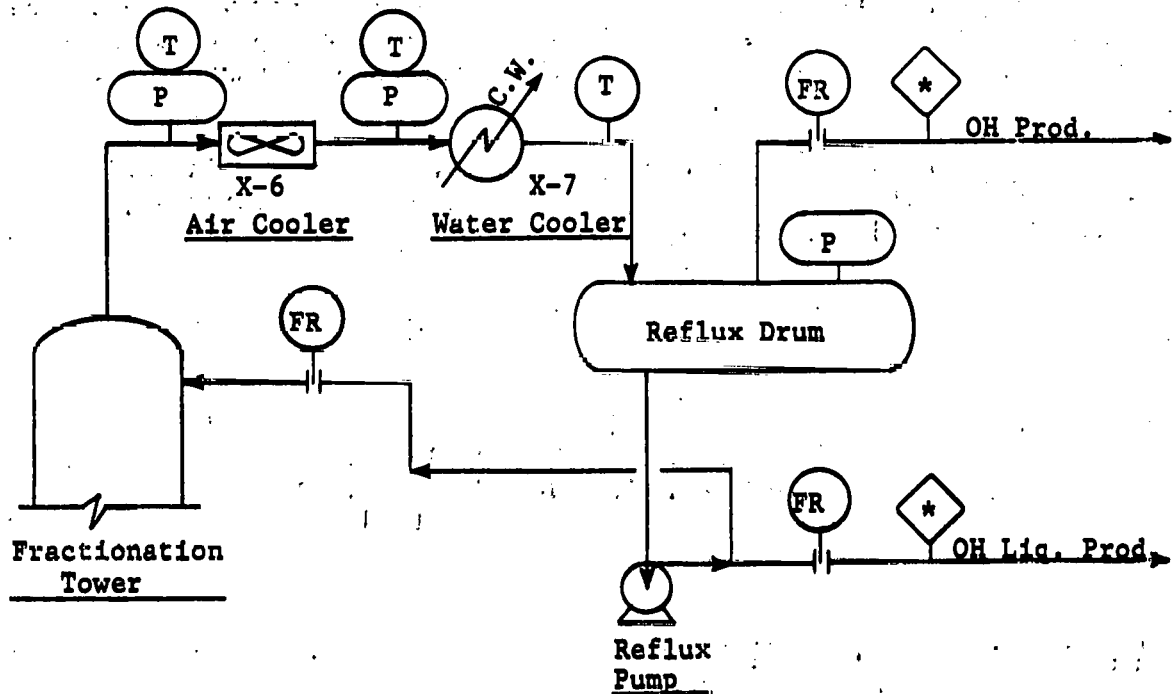 T
T
P
P
C.W.
T
FR
*
OH Prod.
X-6
Air Cooler
X-7
Water Cooler
P
FR
Reflux Drum
FR
*
OH Liq. Prod
Fractionation
Tower
Reflux
Pump